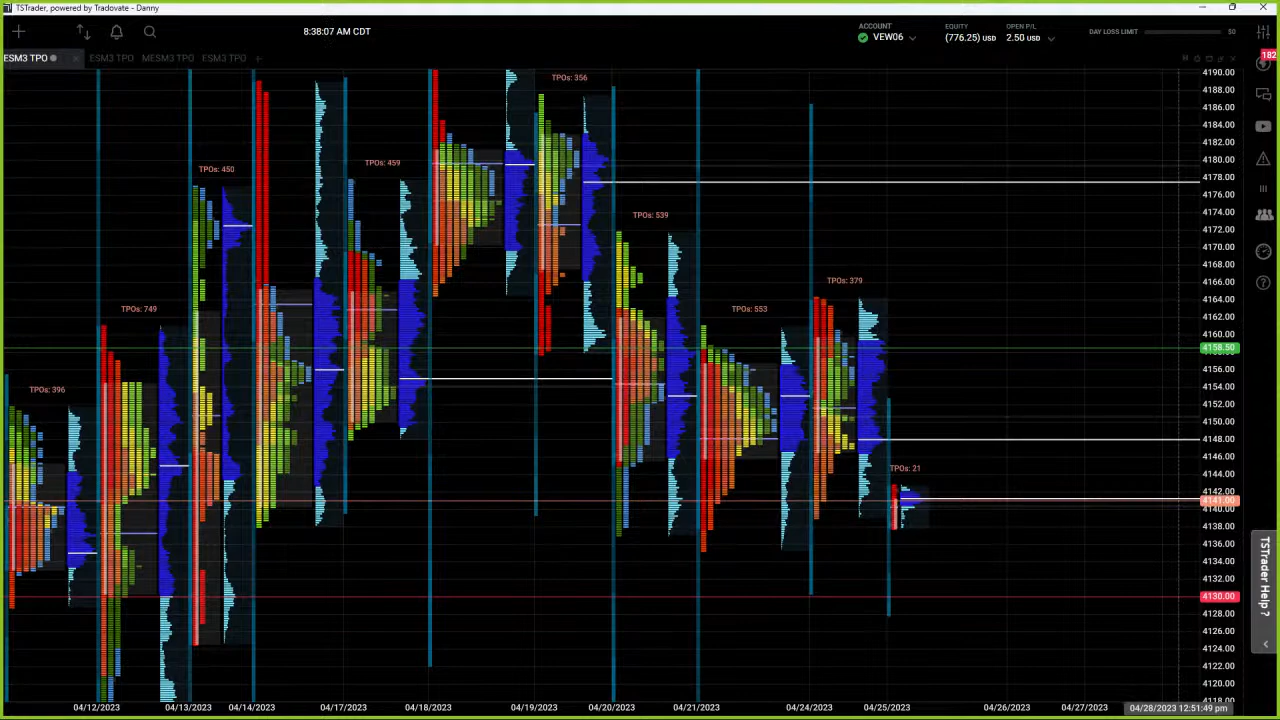 TSTrader, powered by Tradovate - Danny
8:38:07 AM CDT
ACCOUNT
VEW06
EQUITY
(776.25) USD
OPEN P/L
2.50 USD
DAY LOSS LIMIT
ESM3 TPO
ESM3 TPO
MESM3 TPO
ESM3 TPO
182
TPOs: 396
TPOs: 749
TPOs: 450
TPOs: 459
TPOs: 356
TPOs: 539
TPOs: 553
TPOs: 379
TPOs: 21
4190.00
4188.00
4186.00
4184.00
4182.00
4180.00
4178.00
4176.00
4174.00
4172.00
4170.00
4168.00
4166.00
4164.00
4162.00
4160.00
4158.50
4156.00
4154.00
4152.00
4150.00
4148.00
4146.00
4144.00
4142.00
4141.00
4140.00
4138.00
4136.00
4134.00
4132.00
4130.00
4128.00
4126.00
4124.00
4122.00
4120.00
4118.00
TSTrader Help ?
04/12/2023
04/13/2023
04/14/2023
04/17/2023
04/18/2023
04/19/2023
04/20/2023
04/21/2023
04/24/2023
04/25/2023
04/26/2023
04/27/2023
04/28/2023 12:51:49 pm